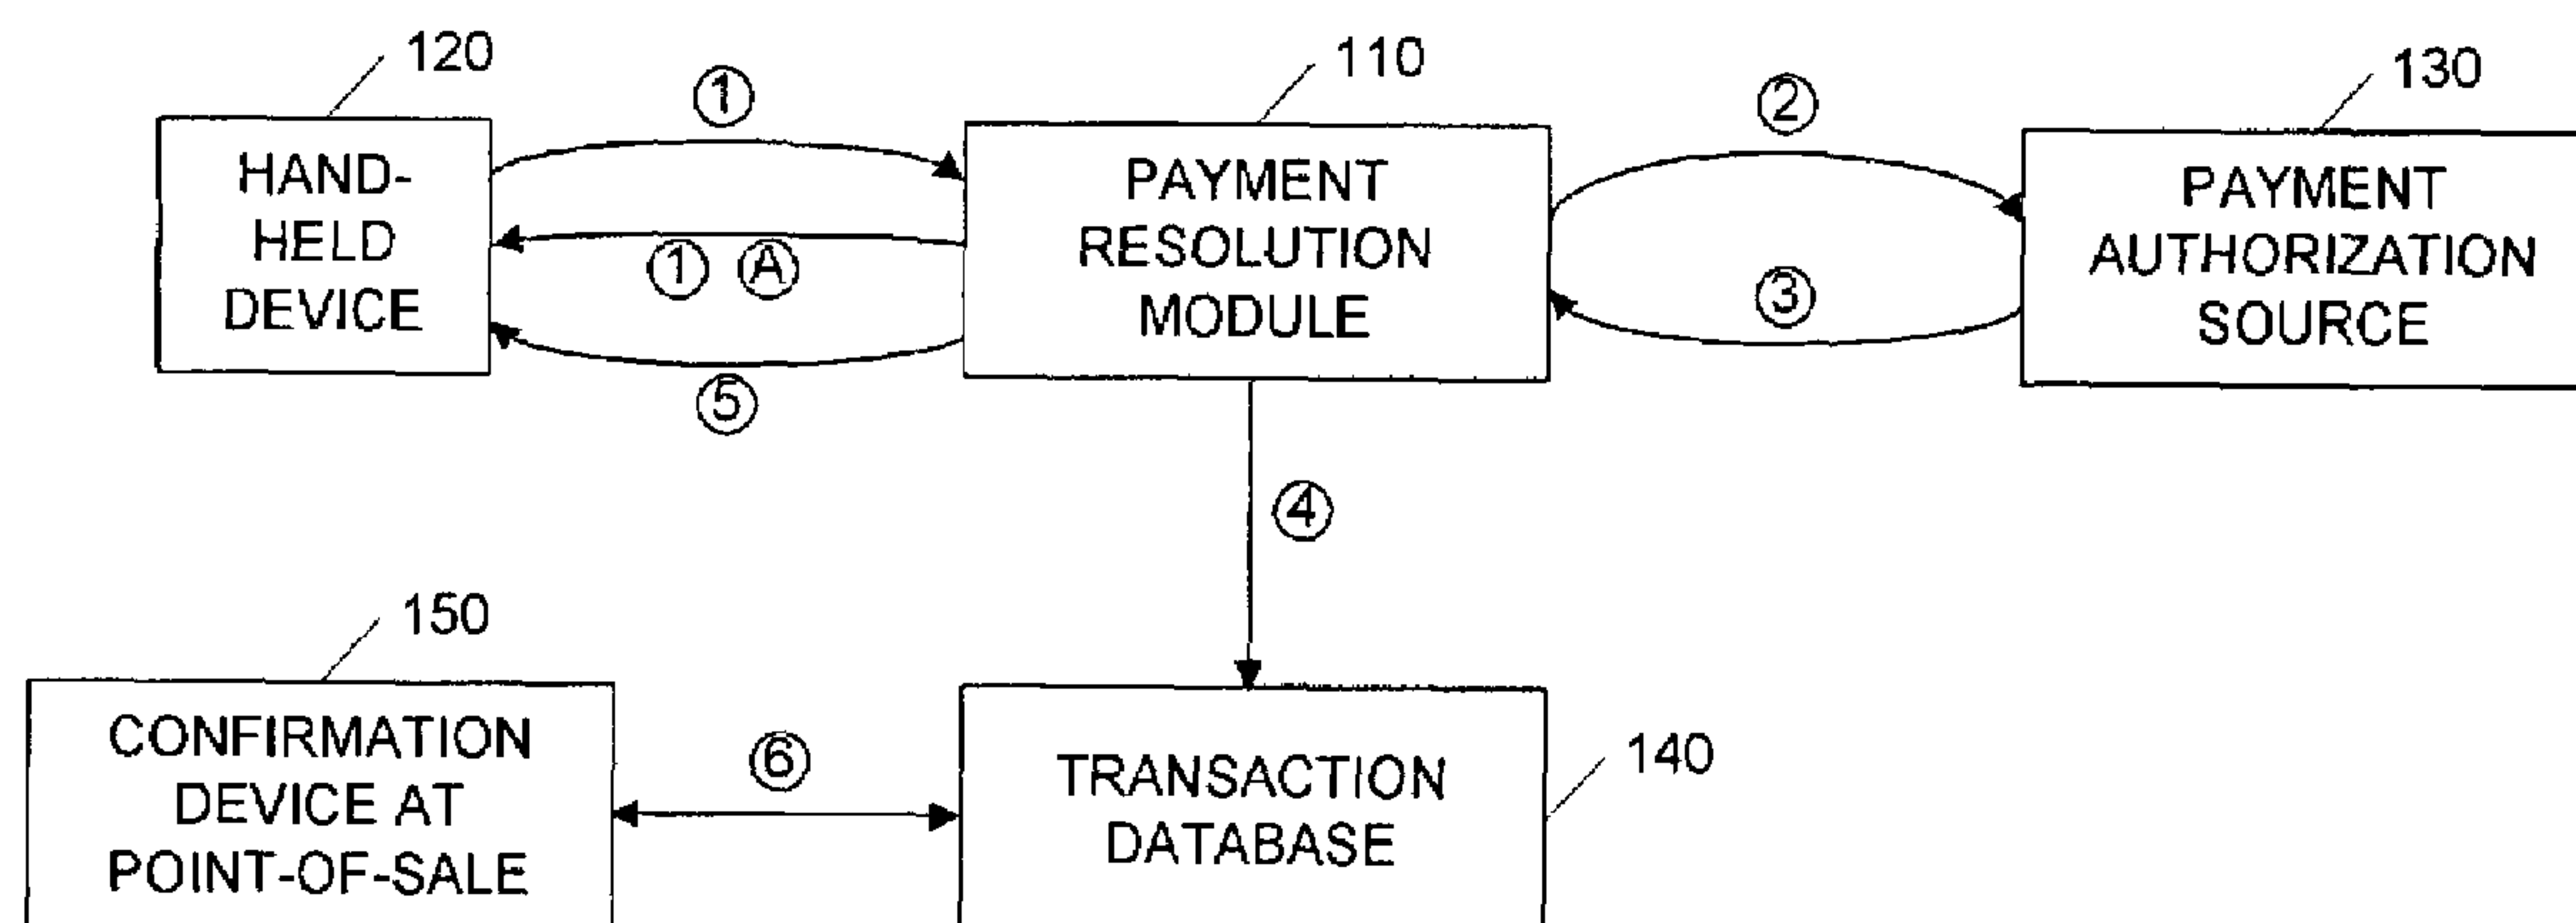 120
110
130
①
②
HAND-
HELD
DEVICE
PAYMENT
RESOLUTION
MODULE
PAYMENT
AUTHORIZATION
SOURCE
① Ⓐ
③
⑤
④
150
CONFIRMATION
DEVICE AT
POINT-OF-SALE
⑥
TRANSACTION
DATABASE
140